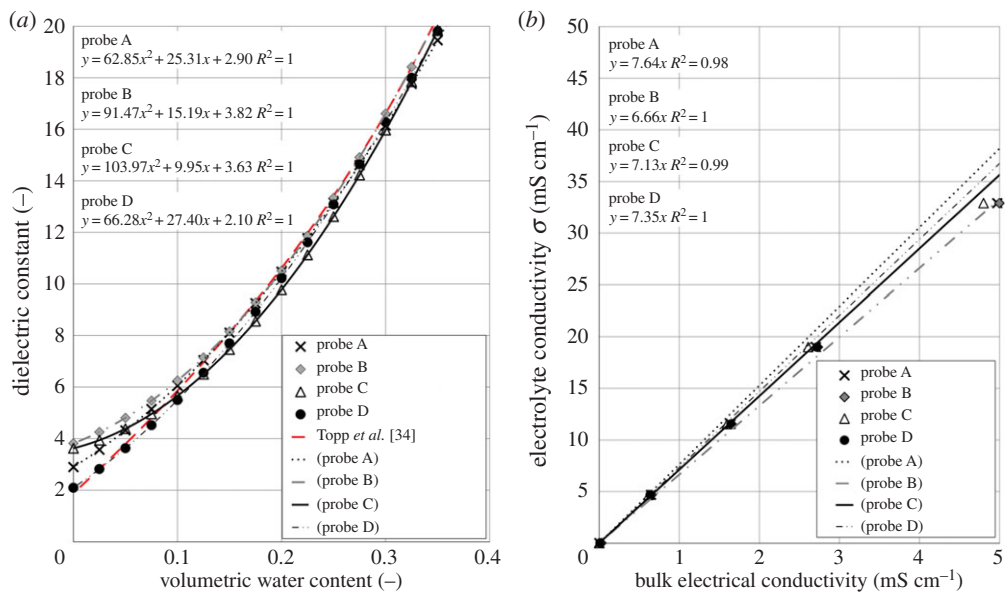 (a)
20
18
16
14
12
10
8
6
4
2
dielectric constant (–)
probe A
y = 62.85x² + 25.31x + 2.90 R² = 1
probe B
y = 91.47x² + 15.19x + 3.82 R² = 1
probe C
y = 103.97x² + 9.95x + 3.63 R² = 1
probe D
y = 66.28x² + 27.40x + 2.10 R² = 1
probe A
probe B
probe C
probe D
Topp et al. [34]
(probe A)
(probe B)
(probe C)
(probe D)
0 0.1 0.2 0.3 0.4
volumetric water content (–)
(b)
50
45
40
35
30
25
20
15
10
5
electrolyte conductivity σ (mS cm⁻¹)
probe A
y = 7.64x R² = 0.98
probe B
y = 6.66x R² = 1
probe C
y = 7.13x R² = 0.99
probe D
y = 7.35x R² = 1
probe A
probe B
probe C
probe D
(probe A)
(probe B)
(probe C)
(probe D)
0 1 2 3 4 5
bulk electrical conductivity (mS cm⁻¹)